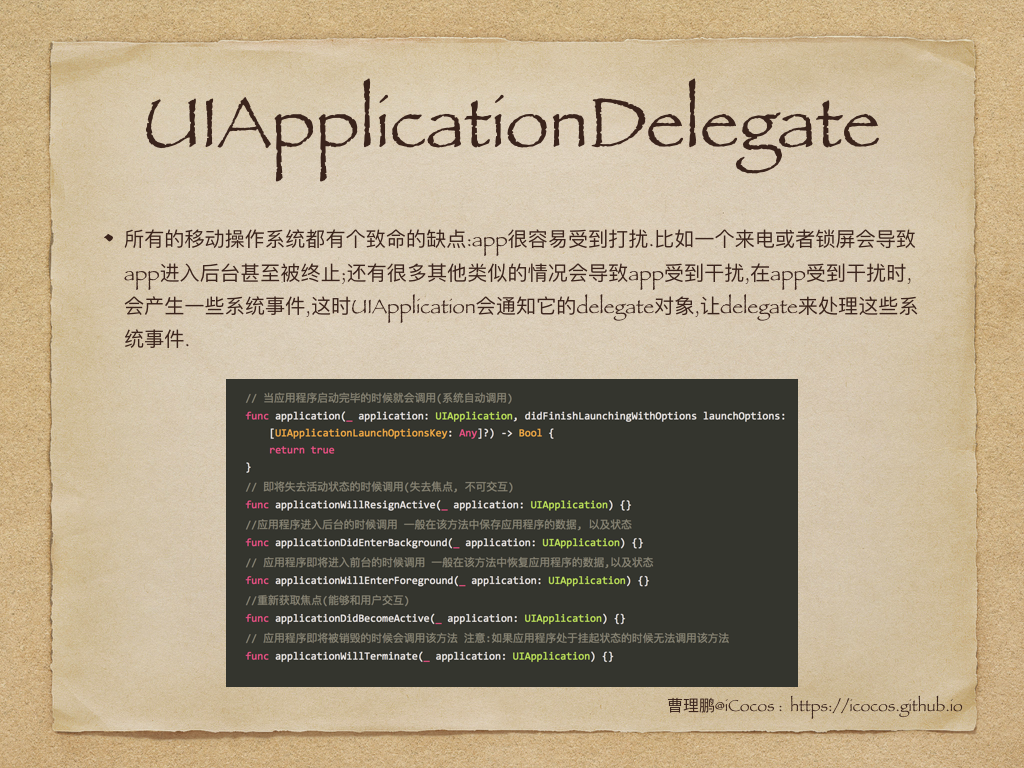 UIApplicationDelegate
• 所有的移动操作系统都有个致命的缺点:app很容易受到打扰.比如一个来电或者锁屏会导致
app进入后台甚至被终止;还有很多其他类似的情况会导致app受到干扰,在app受到干扰时,
会产生一些系统事件,这时UIApplication会通知它的delegate对象,让delegate来处理这些系
统事件.
// 当应用程序启动完毕的时候就会调用(系统自动调用)
func application(_ application: UIApplication, didFinishLaunchingWithOptions launchOptions:
[UIApplicationLaunchOptionsKey: Any]?) -> Bool {
return true
}
// 即将失去活动状态的时候调用(失去焦点, 不可交互)
func applicationWillResignActive(_ application: UIApplication) {}
//应用程序进入后台的时候调用 一般在该方法中保存应用程序的数据, 以及状态
func applicationDidEnterBackground(_ application: UIApplication) {}
// 应用程序即将进入前台的时候调用 一般在该方法中恢复应用程序的数据,以及状态
func applicationWillEnterForeground(_ application: UIApplication) {}
//重新获取焦点(能够和用户交互)
func applicationDidBecomeActive(_ application: UIApplication) {}
// 应用程序即将被销毁的时候会调用该方法 注意:如果应用程序处于挂起状态的时候无法调用该方法
func applicationWillTerminate(_ application: UIApplication) {}
曹理鹏@iCocos : https://icocos.github.io